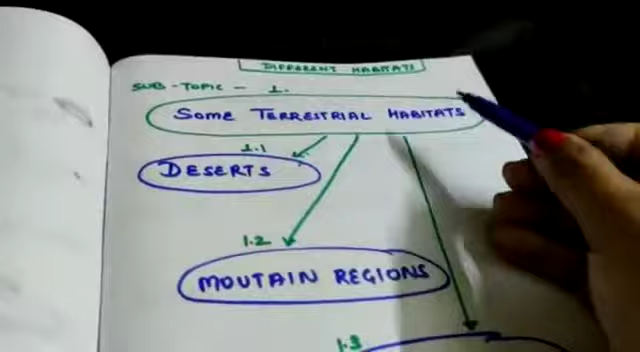 DIFFERENT HABITATS
SUB-TOPIC - 1.
SOME TERRESTRIAL HABITATS
1.1
DESERTS
1.2
MOUTAIN REGIONS
1.3